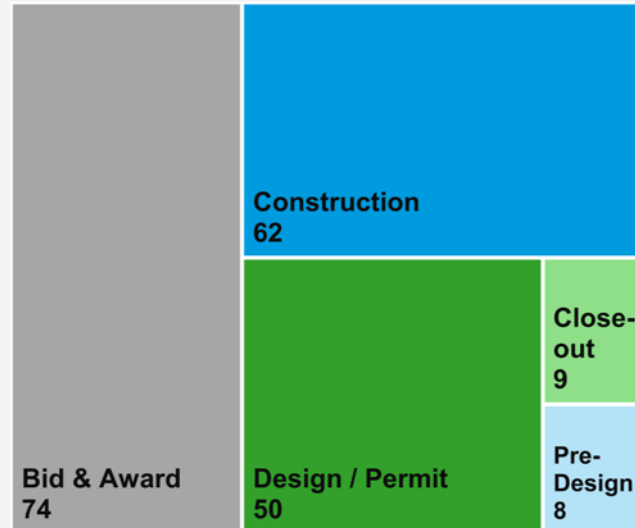 Construction
62
Close-
out
9
Bid & Award
74
Design / Permit
50
Pre-
Design
8